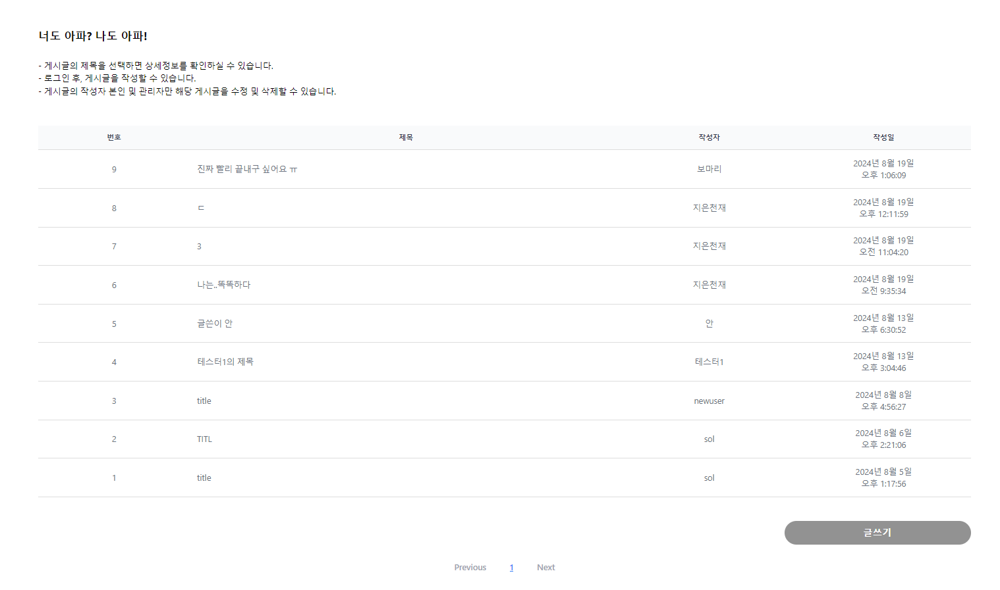 너도 아파? 나도 아파!
- 게시글의 제목을 선택하면 상세정보를 확인하실 수 있습니다.
- 로그인 후, 게시글을 작성할 수 있습니다.
- 게시글의 작성자 본인 및 관리자만 해당 게시글을 수정 및 삭제할 수 있습니다.
번호 제목 작성자 작성일
9 진짜 빨리 끝내구 싶어요 ㅠ 보마리 2024년 8월 19일
오후 1:06:09
8 ㄷ 지은천재 2024년 8월 19일
오후 12:11:59
7 3 지은천재 2024년 8월 19일
오전 11:04:20
6 나는..똑똑하다 지은천재 2024년 8월 19일
오전 9:35:34
5 글쓴이 안 안 2024년 8월 13일
오후 6:30:52
4 테스터1의 제목 테스터1 2024년 8월 13일
오후 3:04:46
3 title newuser 2024년 8월 8일
오후 4:56:27
2 TITL sol 2024년 8월 6일
오후 2:21:06
1 title sol 2024년 8월 5일
오후 1:17:56
글쓰기
Previous 1 Next